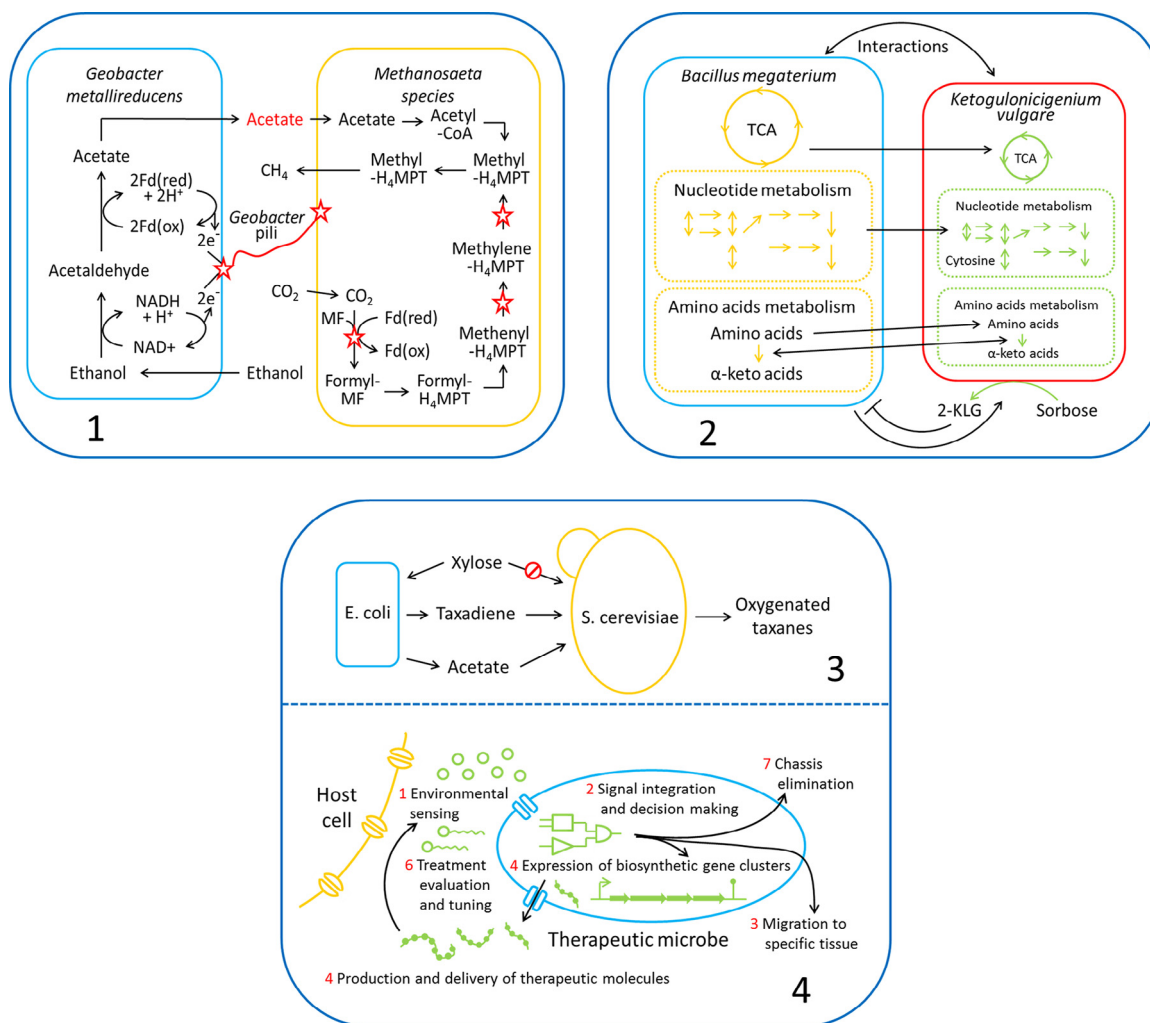 Geobacter
metallireducens
Methanosaeta
species
Acetate
Acetate
Acetate
Acetyl
-CoA
2Fd(red)
+ 2H⁺
2Fd(ox)
2e⁻
Geobacter
pili
CH₄
Methyl
-H₄MPT
Methyl
-H₄MPT
Acetaldehyde
Methylene
-H₄MPT
NADH
+ H⁺
2e⁻
NAD+
CO₂
CO₂
MF
Fd(red)
Fd(ox)
Methenyl
-H₄MPT
Ethanol
Ethanol
Formyl-
MF
Formyl-
H₄MPT
1
Interactions
Bacillus megaterium
TCA
Nucleotide metabolism
Amino acids metabolism
Amino acids
α-keto acids
Ketogulonicigenium
vulgare
TCA
Nucleotide metabolism
Cytosine
Amino acids metabolism
Amino acids
α-keto acids
2-KLG
Sorbose
2
Xylose
E. coli
Taxadiene
Acetate
S. cerevisiae
Oxygenated
taxanes
3
Host
cell
1 Environmental
sensing
2 Signal integration
and decision making
7 Chassis
elimination
6 Treatment
evaluation
and tuning
4 Expression of biosynthetic gene clusters
Therapeutic microbe
3 Migration to
specific tissue
4 Production and delivery of therapeutic molecules
4